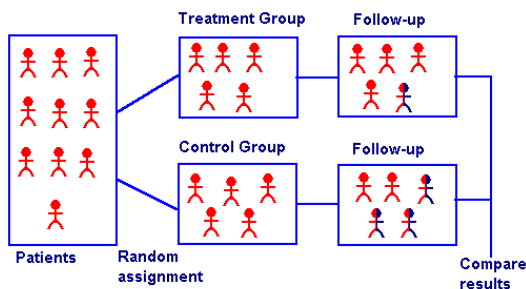 Treatment Group
Follow-up
Control Group
Follow-up
Patients
Random
assignment
Compare
results